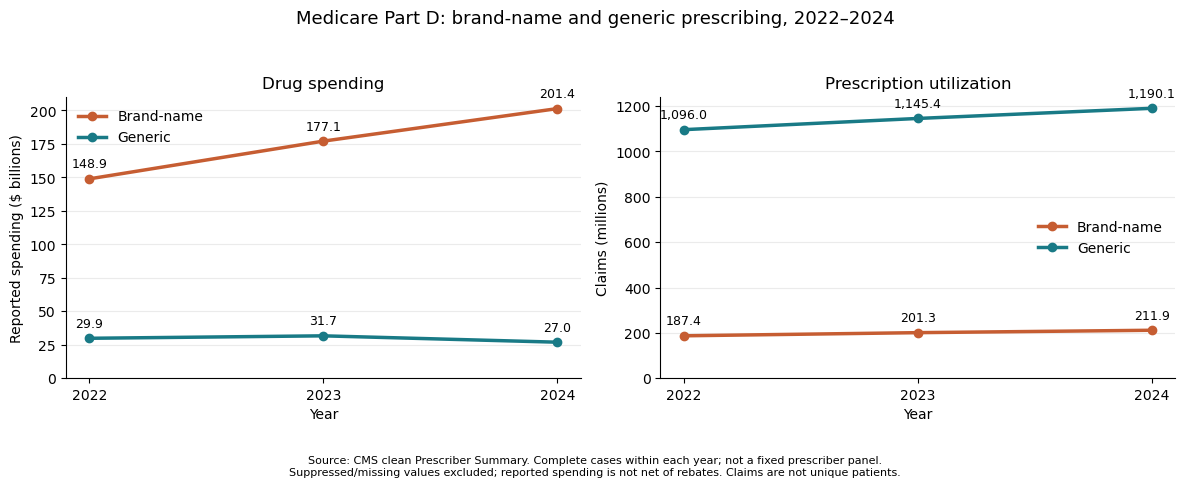 Medicare Part D: brand-name and generic prescribing, 2022–2024
Drug spending
Reported spending ($ billions)
200
175
150
125
100
75
50
25
0
Brand-name
Generic
148.9
177.1
201.4
29.9
31.7
27.0
2022
2023
2024
Year
Prescription utilization
Claims (millions)
1200
1000
800
600
400
200
0
1,096.0
1,145.4
1,190.1
Brand-name
Generic
187.4
201.3
211.9
2022
2023
2024
Year
Source: CMS clean Prescriber Summary. Complete cases within each year; not a fixed prescriber panel.
Suppressed/missing values excluded; reported spending is not net of rebates. Claims are not unique patients.